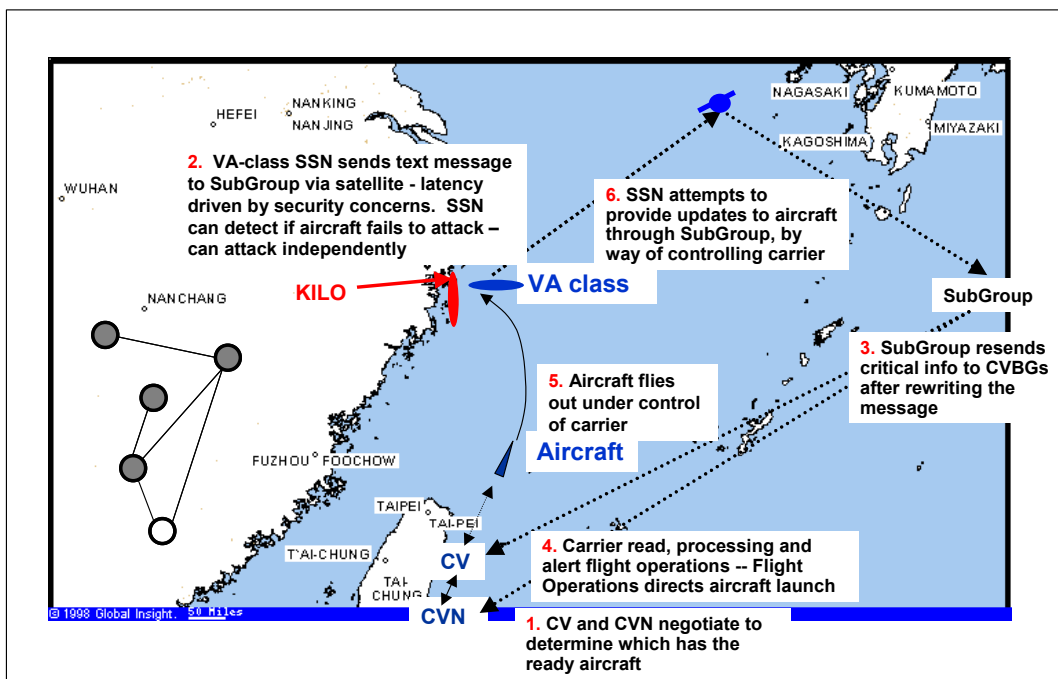 NAGASAKI
KUMAMOTO
NANKING
NANJING
HEFEI
MIYAZAKI
KAGOSHIMA
2. VA-class SSN sends text message
to SubGroup via satellite - latency
driven by security concerns. SSN
can detect if aircraft fails to attack –
can attack independently
WUHAN
6. SSN attempts to
provide updates to aircraft
through SubGroup, by
way of controlling carrier
KILO
VA class
NANCHANG
SubGroup
3. SubGroup resends
critical info to CVBGs
after rewriting the
message
5. Aircraft flies
out under control
of carrier
Aircraft
FUZHOU
FOOCHOW
TAIPEI
TAI-PEI
T'AI-CHUNG
CV
4. Carrier read, processing and
alert flight operations -- Flight
Operations directs aircraft launch
TAI-
CHUNG
© 1998 Global Insight.
50 Miles
CVN
1. CV and CVN negotiate to
determine which has the
ready aircraft